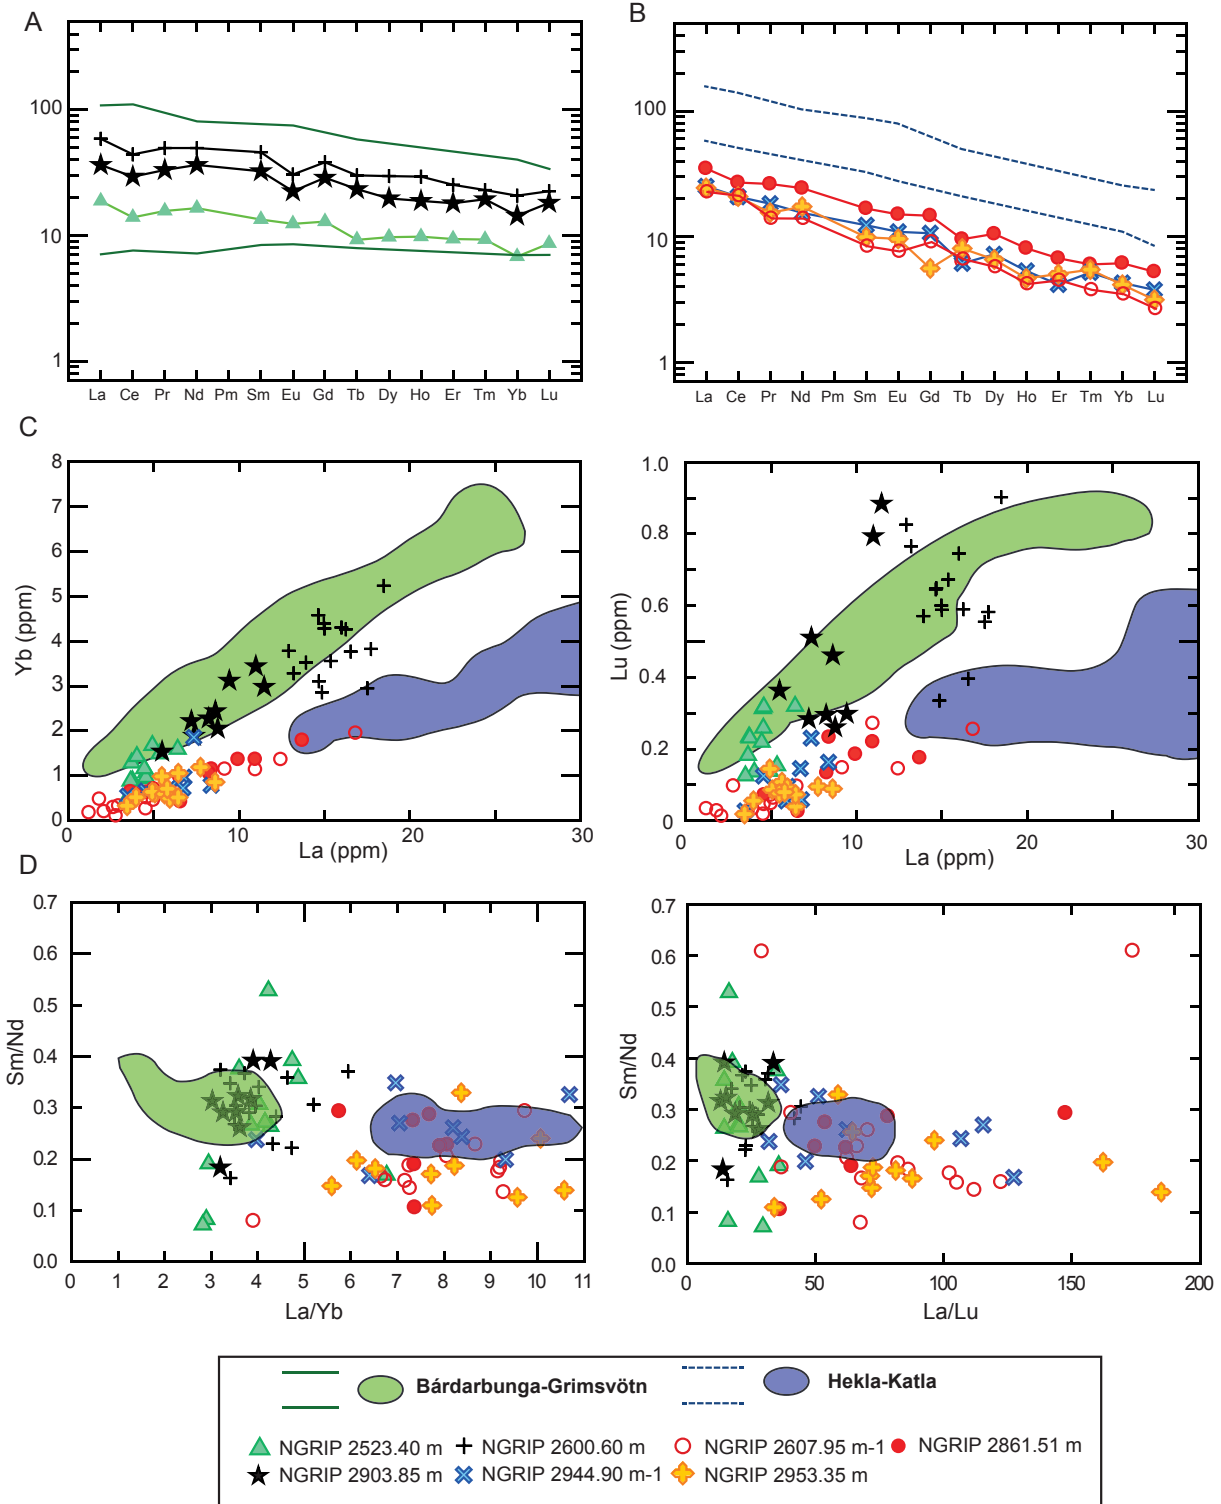 A
B
100
10
1
La Ce Pr Nd Pm Sm Eu Gd Tb Dy Ho Er Tm Yb Lu
100
10
1
La Ce Pr Nd Pm Sm Eu Gd Tb Dy Ho Er Tm Yb Lu
C
Yb (ppm)
8
7
6
5
4
3
2
1
0
0 10 20 30
La (ppm)
Lu (ppm)
1.0
0.8
0.6
0.4
0.2
0
0 10 20 30
La (ppm)
D
Sm/Nd
0.7
0.6
0.5
0.4
0.3
0.2
0.1
0.0
0 1 2 3 4 5 6 7 8 9 10 11
La/Yb
Sm/Nd
0.7
0.6
0.5
0.4
0.3
0.2
0.1
0.0
0 50 100 150 200
La/Lu
Bárdarbunga-Grimsvötn Hekla-Katla
NGRIP 2523.40 m NGRIP 2600.60 m NGRIP 2607.95 m-1 NGRIP 2861.51 m
NGRIP 2903.85 m NGRIP 2944.90 m-1 NGRIP 2953.35 m